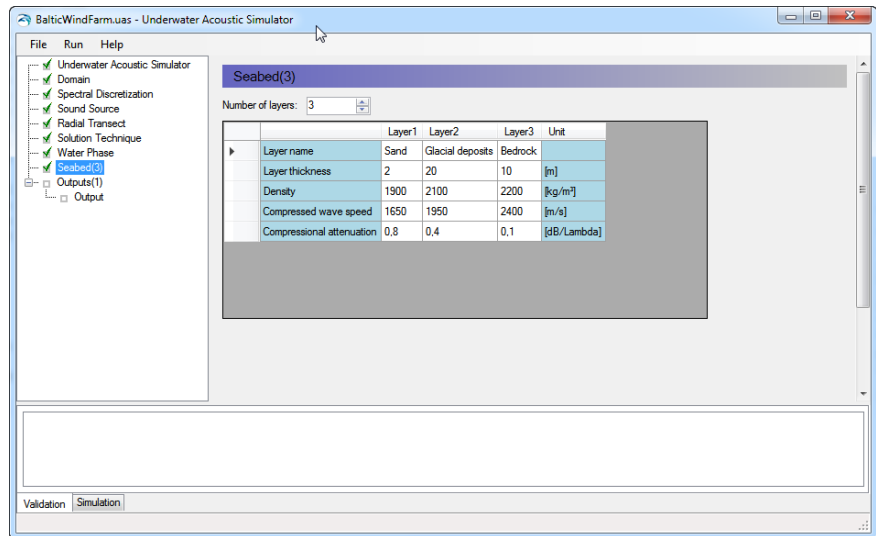 BalticWindFarm.uas - Underwater Acoustic Simulator
File Run Help
Underwater Acoustic Simulator
Domain
Spectral Discretization
Sound Source
Radial Transect
Solution Technique
Water Phase
Seabed(3)
Outputs(1)
Output
Seabed(3)
Number of layers: 3
Layer1 Layer2 Layer3 Unit
Layer name Sand Glacial deposits Bedrock
Layer thickness 2 20 10 [m]
Density 1900 2100 2200 [kg/m³]
Compressed wave speed 1650 1950 2400 [m/s]
Compressional attenuation 0,8 0,4 0,1 [dB/Lambda]
Validation Simulation